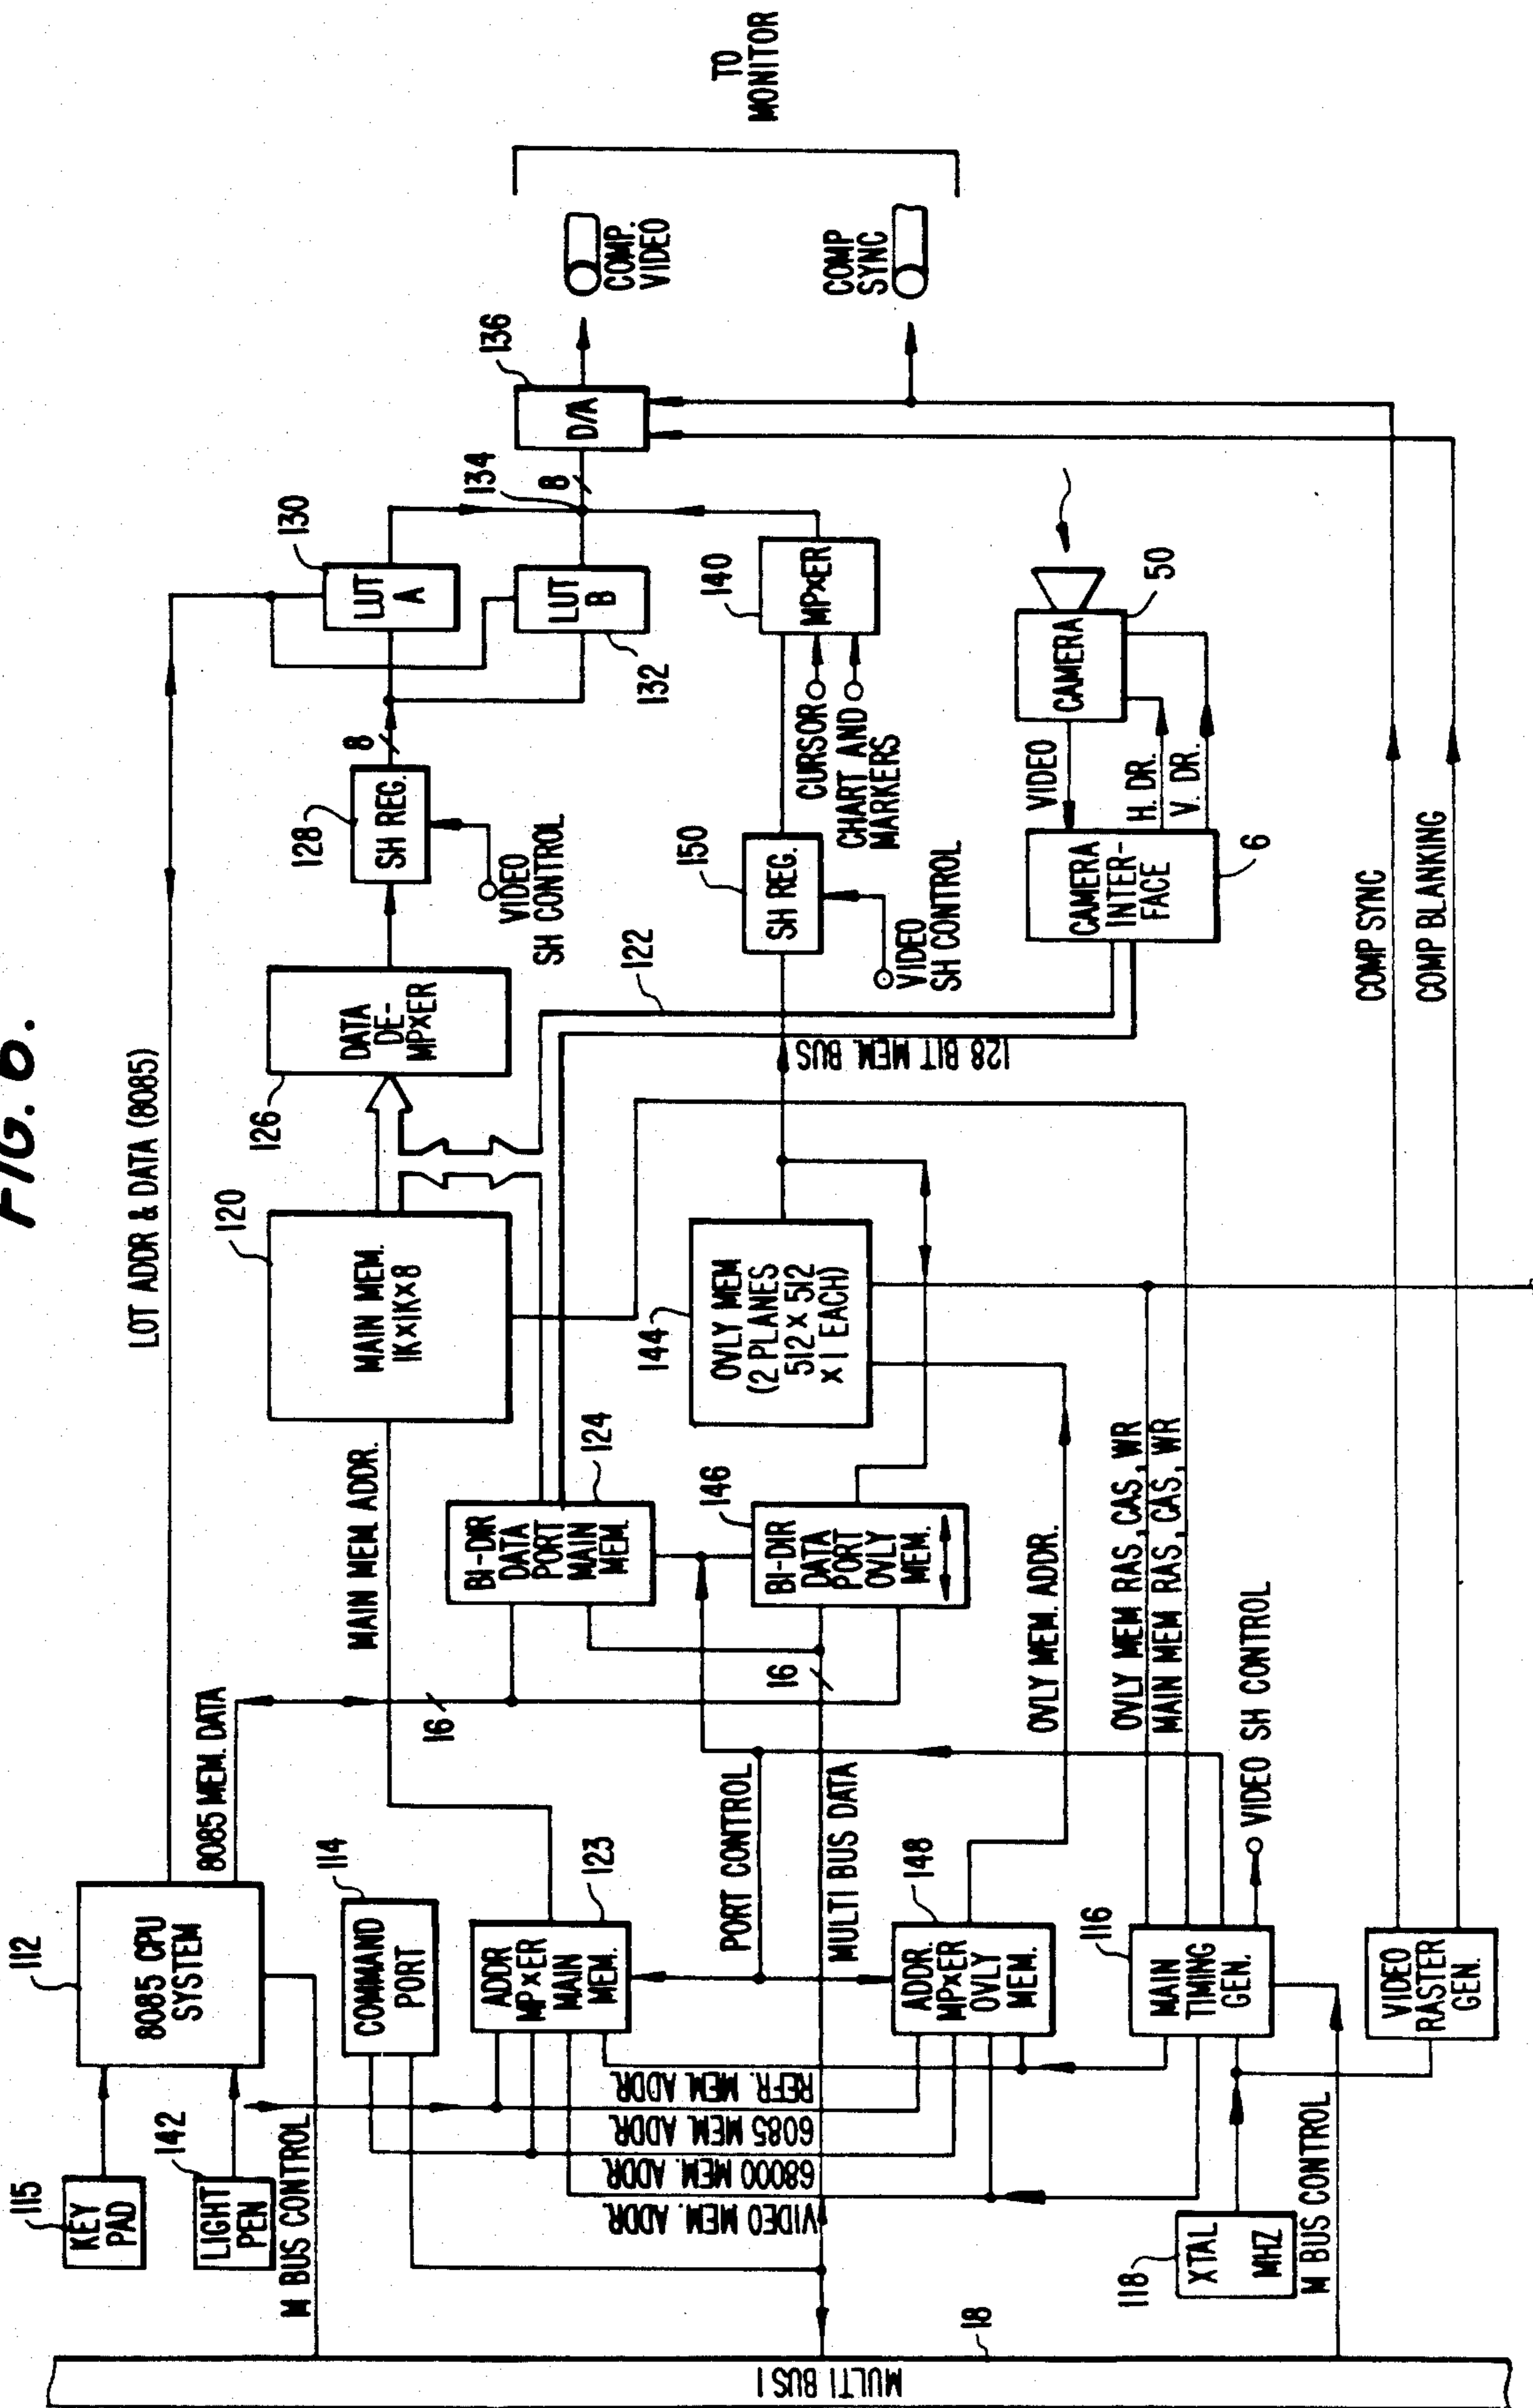 FIG. 6.
LOT ADDR & DATA (8085)
112
8085 CPU
SYSTEM
115
KEY
PAD
142
LIGHT
PEN
M BUS CONTROL
8085 MEM. DATA
16
114
COMMAND
PORT
MAIN MEM. ADDR.
120
MAIN MEM.
1K×1K×8
126
DATA
DE-
MPXER
128
SH REG.
8
VIDEO
SH CONTROL
130
LUT
A
LUT
B
132
134
8
136
D/A
COMP.
VIDEO
COMP
SYNC
TO
MONITOR
123
ADDR
MPXER
MAIN
MEM.
124
BI-DIR
DATA
PORT
MAIN
MEM.
122
128 BIT MEM. BUS
PORT CONTROL
MULTI BUS DATA
16
146
BI-DIR
DATA
PORT
OVLY
MEM.
144
OVLY MEM
(2 PLANES
512 × 512
× 1 EACH)
150
SH REG.
VIDEO
SH CONTROL
140
MPXER
CURSOR
CHART AND
MARKERS
REFR. MEM. ADDR.
6085 MEM. ADDR.
68000 MEM. ADDR.
VIDEO MEM. ADDR.
148
ADDR.
MPXER
OVLY
MEM.
OVLY MEM. ADDR.
OVLY MEM RAS, CAS, WR
MAIN MEM RAS, CAS, WR
VIDEO
H. DR.
V. DR.
CAMERA
50
CAMERA
INTER-
FACE
6
116
MAIN
TIMING
GEN.
VIDEO SH CONTROL
118
XTAL
MHZ
M BUS CONTROL
VIDEO
RASTER
GEN.
COMP SYNC
COMP BLANKING
18
MULTI BUS 1